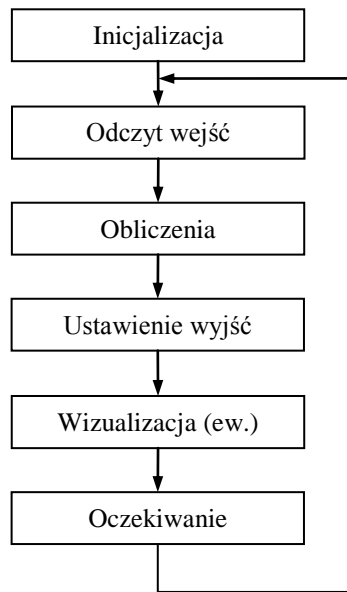 Inicjalizacja
Odczyt wejść
Obliczenia
Ustawienie wyjść
Wizualizacja (ew.)
Oczekiwanie